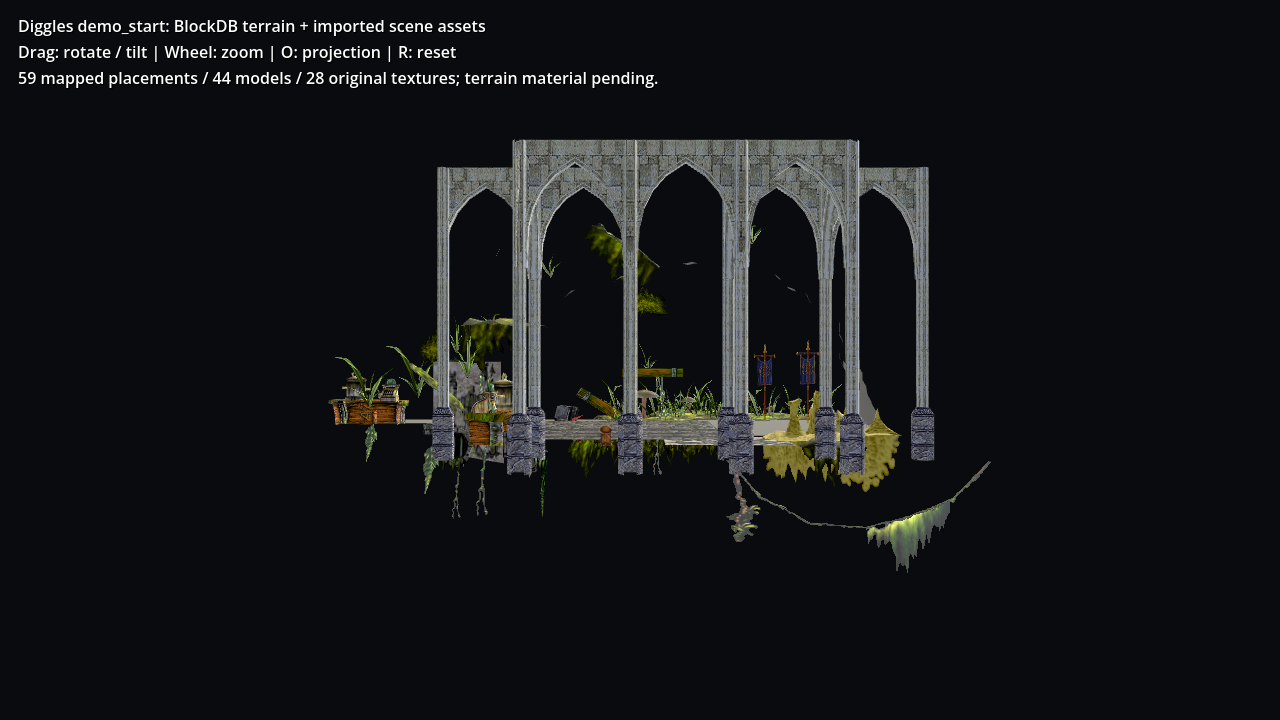 Diggles demo_start: BlockDB terrain + imported scene assets
Drag: rotate / tilt | Wheel: zoom | O: projection | R: reset
59 mapped placements / 44 models / 28 original textures; terrain material pending.